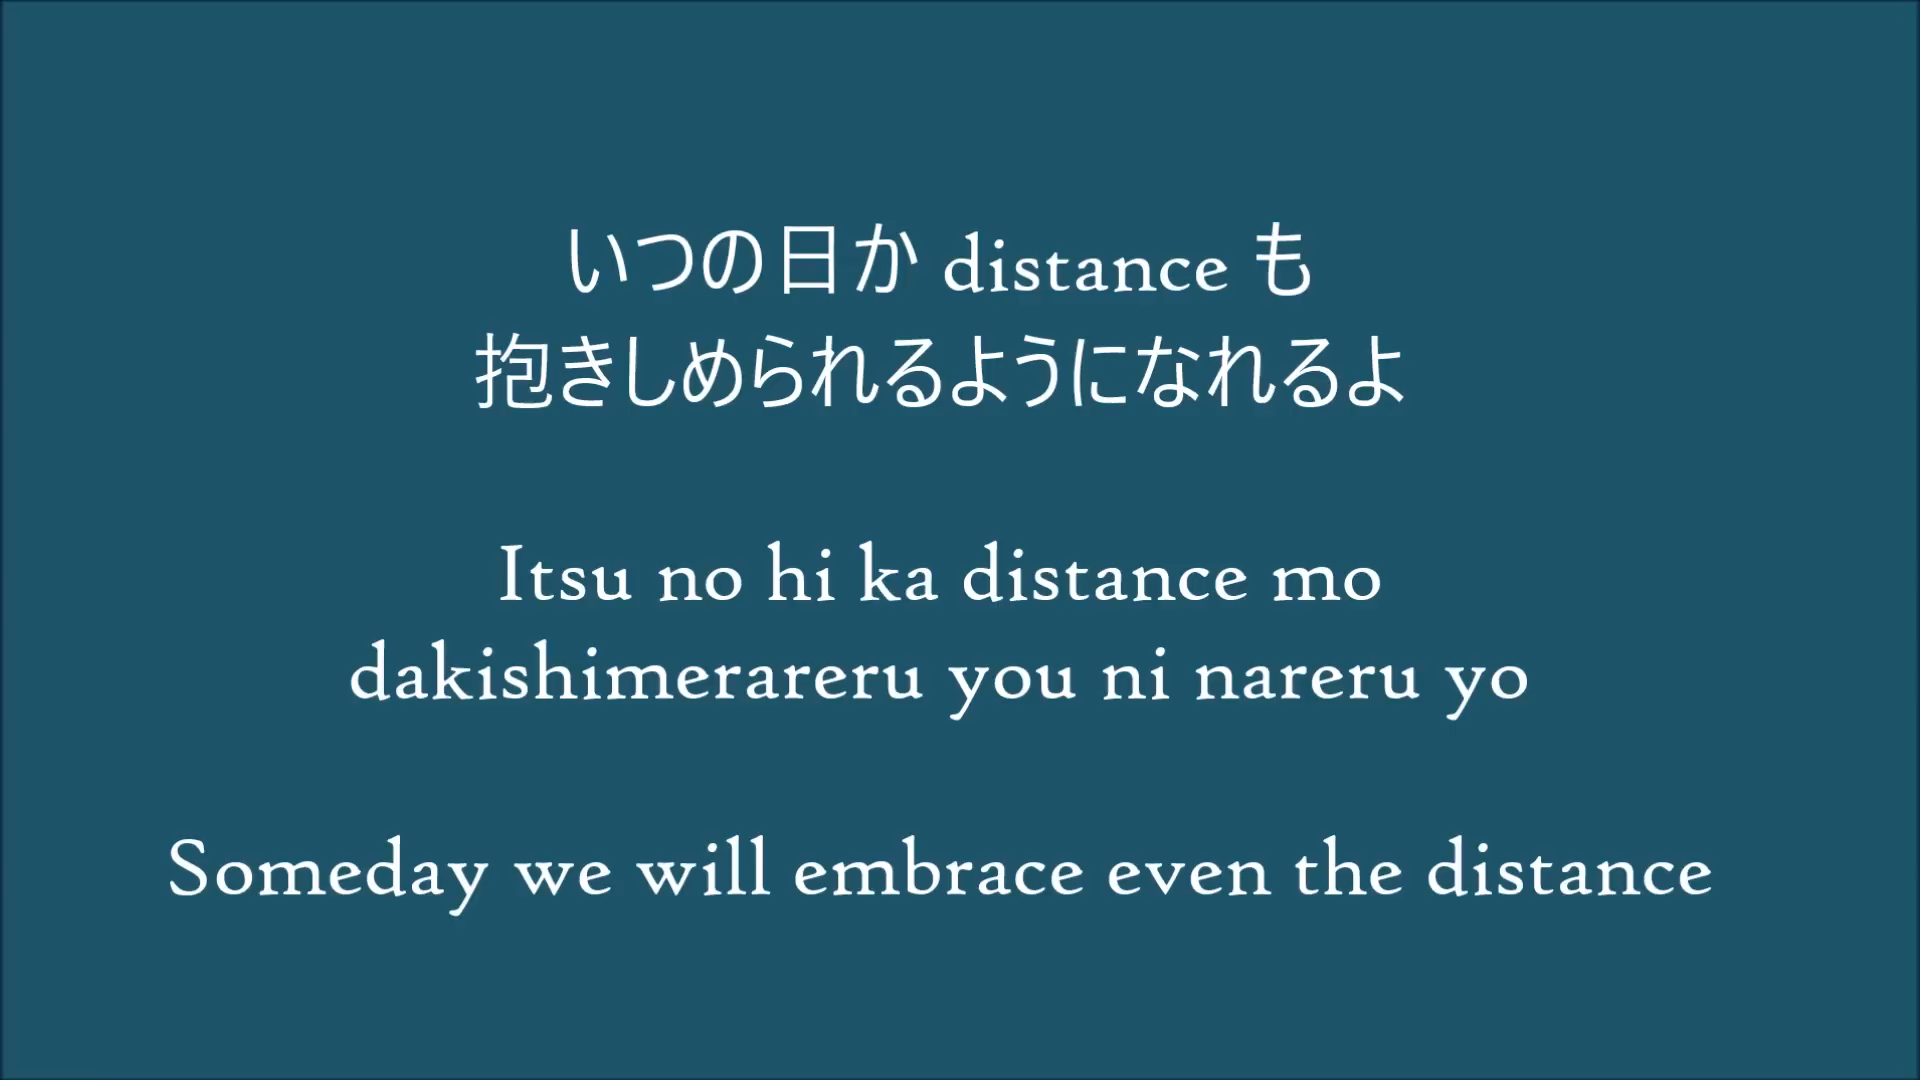 いつの日か distance も
抱きしめられるようになれるよ
Itsu no hi ka distance mo
dakishimerareru you ni nareru yo
Someday we will embrace even the distance